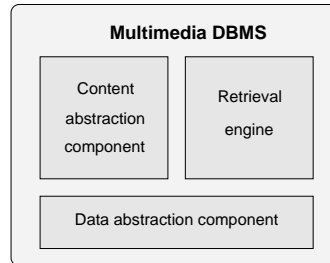 Multimedia DBMS
Content
abstraction
component
Retrieval
engine
Data abstraction component